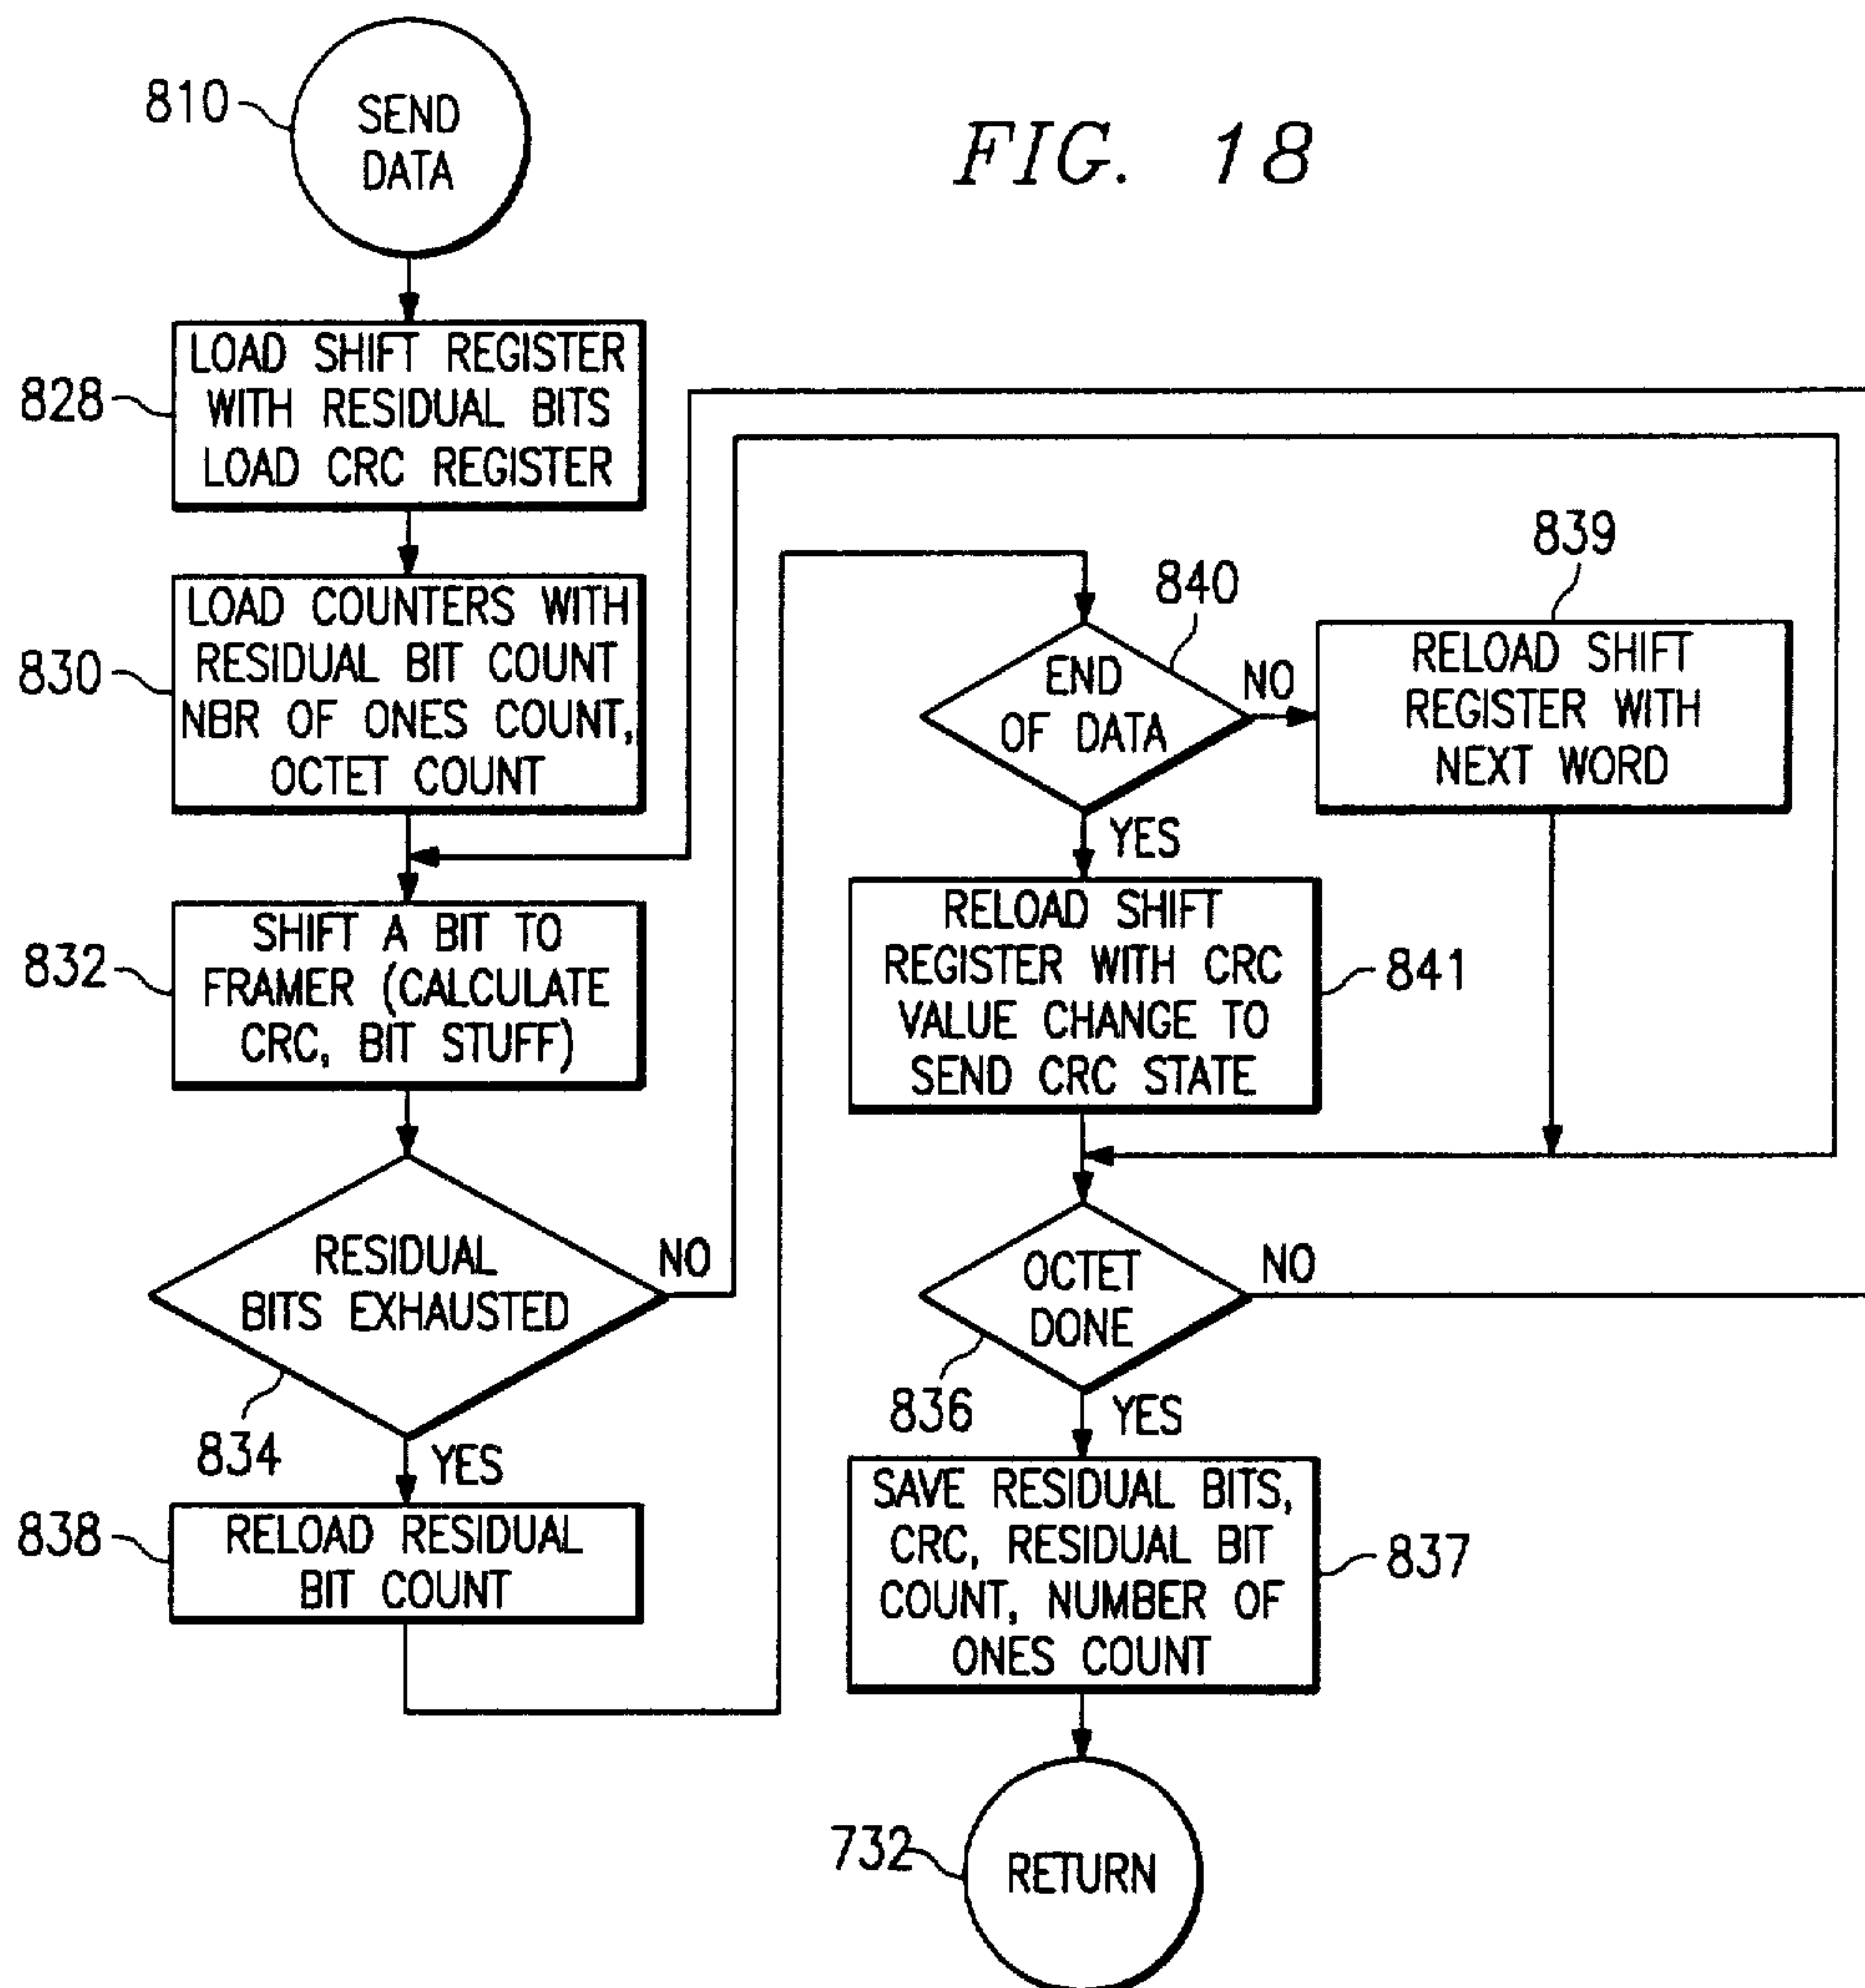 FIG. 18
810
SEND
DATA
828
LOAD SHIFT REGISTER
WITH RESIDUAL BITS
LOAD CRC REGISTER
830
LOAD COUNTERS WITH
RESIDUAL BIT COUNT
NBR OF ONES COUNT,
OCTET COUNT
832
SHIFT A BIT TO
FRAMER (CALCULATE
CRC, BIT STUFF)
RESIDUAL
BITS EXHAUSTED
NO
834
YES
838
RELOAD RESIDUAL
BIT COUNT
840
END
OF DATA
NO
839
RELOAD SHIFT
REGISTER WITH
NEXT WORD
YES
RELOAD SHIFT
REGISTER WITH CRC
VALUE CHANGE TO
SEND CRC STATE
841
OCTET
DONE
NO
836
YES
SAVE RESIDUAL BITS,
CRC, RESIDUAL BIT
COUNT, NUMBER OF
ONES COUNT
837
732
RETURN